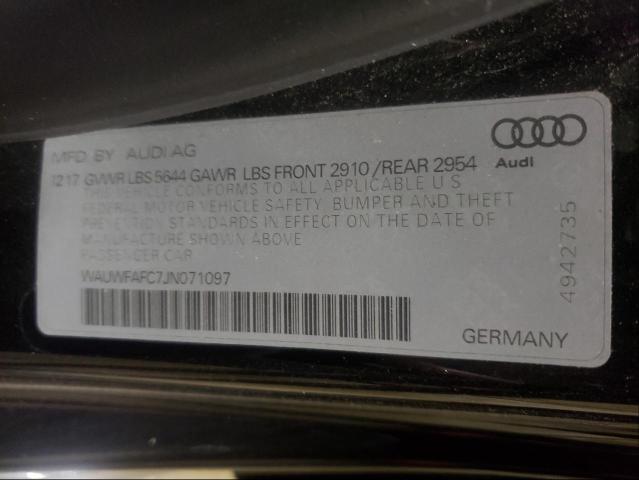 MFD BY AUDI AG
12 17 GVWR LBS 5644 GAWR LBS FRONT 2910 / REAR 2954
Audi
THIS VEHICLE CONFORMS TO ALL APPLICABLE U S
FEDERAL MOTOR VEHICLE SAFETY, BUMPER AND THEFT
PREVENTION STANDARDS IN EFFECT ON THE DATE OF
MANUFACTURE SHOWN ABOVE
PASSENGER CAR
WAUWFAFC7JN071097
4942735
GERMANY